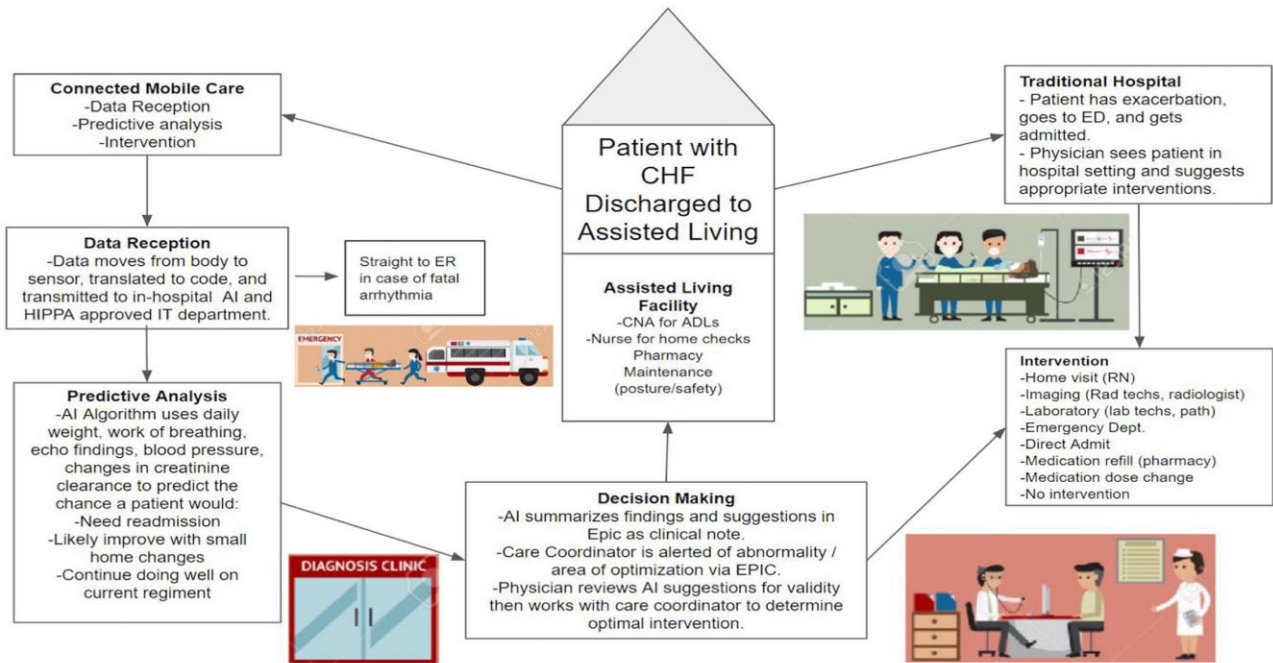 Connected Mobile Care
-Data Reception
-Predictive analysis
-Intervention
Data Reception
-Data moves from body to
sensor, translated to code, and
transmitted to in-hospital AI and
HIPPA approved IT department.
Straight to ER
in case of fatal
arrhythmia
EMERGENCY
Predictive Analysis
-AI Algorithm uses daily
weight, work of breathing,
echo findings, blood pressure,
changes in creatinine
clearance to predict the
chance a patient would:
-Need readmission
-Likely improve with small
home changes
-Continue doing well on
current regiment
DIAGNOSIS CLINIC
Patient with
CHF
Discharged to
Assisted Living
Assisted Living
Facility
-CNA for ADLs
-Nurse for home checks
Pharmacy
Maintenance
(posture/safety)
Decision Making
-AI summarizes findings and suggestions in
Epic as clinical note.
-Care Coordinator is alerted of abnormality /
area of optimization via EPIC.
-Physician reviews AI suggestions for validity
then works with care coordinator to determine
optimal intervention.
Traditional Hospital
- Patient has exacerbation,
goes to ED, and gets
admitted.
- Physician sees patient in
hospital setting and suggests
appropriate interventions.
Intervention
-Home visit (RN)
-Imaging (Rad techs, radiologist)
-Laboratory (lab techs, path)
-Emergency Dept.
-Direct Admit
-Medication refill (pharmacy)
-Medication dose change
-No intervention